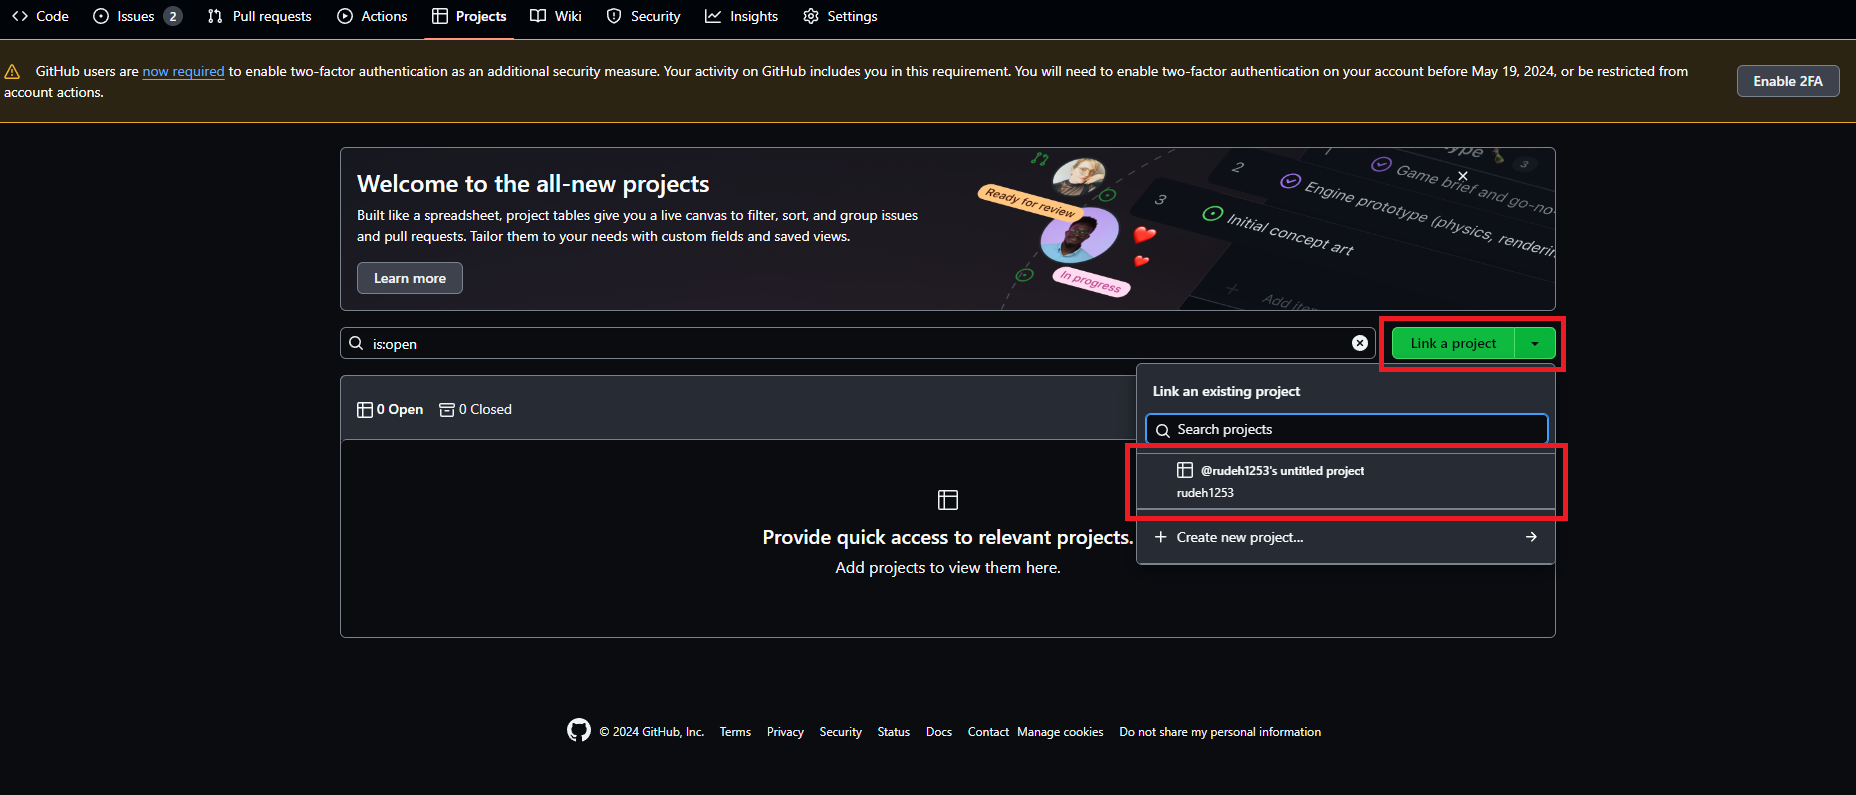 Code Issues 2 Pull requests Actions Projects Wiki Security Insights Settings
GitHub users are now required to enable two-factor authentication as an additional security measure. Your activity on GitHub includes you in this requirement. You will need to enable two-factor authentication on your account before May 19, 2024, or be restricted from
account actions.
Enable 2FA
Welcome to the all-new projects
Built like a spreadsheet, project tables give you a live canvas to filter, sort, and group issues
and pull requests. Tailor them to your needs with custom fields and saved views.
Learn more
Ready for review
In progress
1
3
2 Game brief and go-no-
Engine prototype (physics, renderin
3 Initial concept art
+
is:open
Link a project
0 Open 0 Closed
Link an existing project
Search projects
@rudeh1253's untitled project
rudeh1253
+ Create new project...
Provide quick access to relevant projects.
Add projects to view them here.
© 2024 GitHub, Inc. Terms Privacy Security Status Docs Contact Manage cookies Do not share my personal information